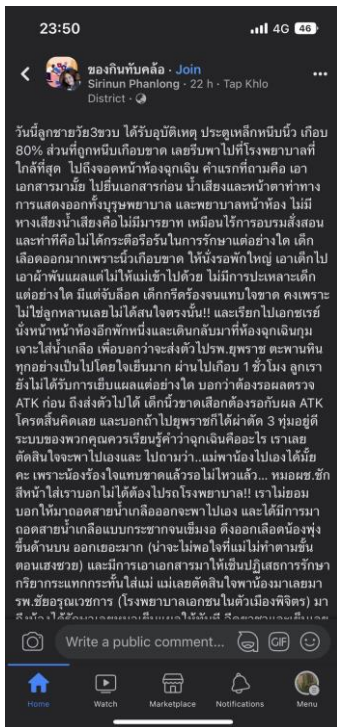 23:50
4G 46
ของกินทับคล้อ · Join
Sirinun Phanlong · 22 h · Tap Khlo
District ·
วันนี้ลูกชายวัย3ขวบ ได้รับอุบัติเหตุ ประตูเหล็กหนีบนิ้ว เกือบ
80% ส่วนที่ถูกหนีบเกือบขาด เลยรีบพาไปที่โรงพยาบาลที่
ใกล้ที่สุด ไปถึงจอดหน้าห้องฉุกเฉิน คำแรกที่ถามคือ เอา
เอกสารมามั้ย ไปยื่นเอกสารก่อน น้ำเสียงและหน้าตาท่าทาง
การแสดงออกทั้งบุรุษพยาบาล และพยาบาลหน้าห้อง ไม่มี
หางเสียงน้ำเสียงคือไม่มีมารยาท เหมือนไร้การอบรมสั่งสอน
และท่าทีคือไม่ได้กระตือรือร้นในการรักษาแต่อย่างใด เด็ก
เลือดออกมากเพราะนิ้วเกือบขาด ให้นั่งรอพักใหญ่ เอาเด็กไป
เอาผ้าพันแผลแต่ไม่ให้แม่เข้าไปด้วย ไม่มีการปะเหลาะเด็ก
แต่อย่างใด มีแต่จับล็อค เด็กกรีดร้องจนแทบใจขาด คงเพราะ
ไม่ใช่ลูกหลานเลยไม่ได้สนใจตรงนั้น!! และเรียกไปเอกซเรย์
นั่งหน้าหน้าห้องอีกพักหนึ่งและเดินกลับมาที่ห้องฉุกเฉินกุม
เจาะใส่น้ำเกลือ เพื่อบอกว่าจะส่งตัวไปรพ.ยุพราช ตะพานหิน
ทุกอย่างเป็นไปโดยใจเย็นมาก ผ่านไปเกือบ 1 ชั่วโมง ลูกเรา
ยังไม่ได้รับการเย็บแผลแต่อย่างใด บอกว่าต้องรอผลตรวจ
ATK ก่อน ถึงส่งตัวไปได้ เด็กนิ้วขาดเสือกต้องรอกับผล ATK
โครตสิ้นคิดเลย และบอกถ้าไปยุพราชก็ได้ผ่าตัด 3 ทุ่มอยู่ดี
ระบบของพวกคุณควรเรียนรู้คำว่าฉุกเฉินคืออะไร เราเลย
ตัดสินใจจะพาไปเองและ ไปถามว่า..แม่พาน้องไปเองได้มั้ย
คะ เพราะน้องร้องใจแทบขาดแล้วรอไม่ไหวแล้ว... หมอผช.ชัก
สีหน้าใส่เราบอกไม่ได้ต้องไปรถโรงพยาบาล!! เราไม่ยอม
บอกให้มาถอดสายน้ำเกลือออกจะพาไปเอง และได้มีการมา
ถอดสายน้ำเกลือแบบกระชากจนเข็มงอ ดึงออกเลือดน้องพุ่ง
ขึ้นด้านบน ออกเยอะมาก (น่าจะไม่พอใจที่แม่ไม่ทำตามขั้น
ตอนเฮงซวย) และมีการเอาเอกสารมาให้เซ็นปฏิเสธการรักษา
กริยากระแทกกระทั้นใส่แม่ แม่เลยตัดสินใจพาน้องมาเลยมา
รพ.ชัยอรุณเวชการ (โรงพยาบาลเอกชนในตัวเมืองพิจิตร) มา
Write a public comment...
GIF
Home
Watch
Marketplace
Notifications
Menu